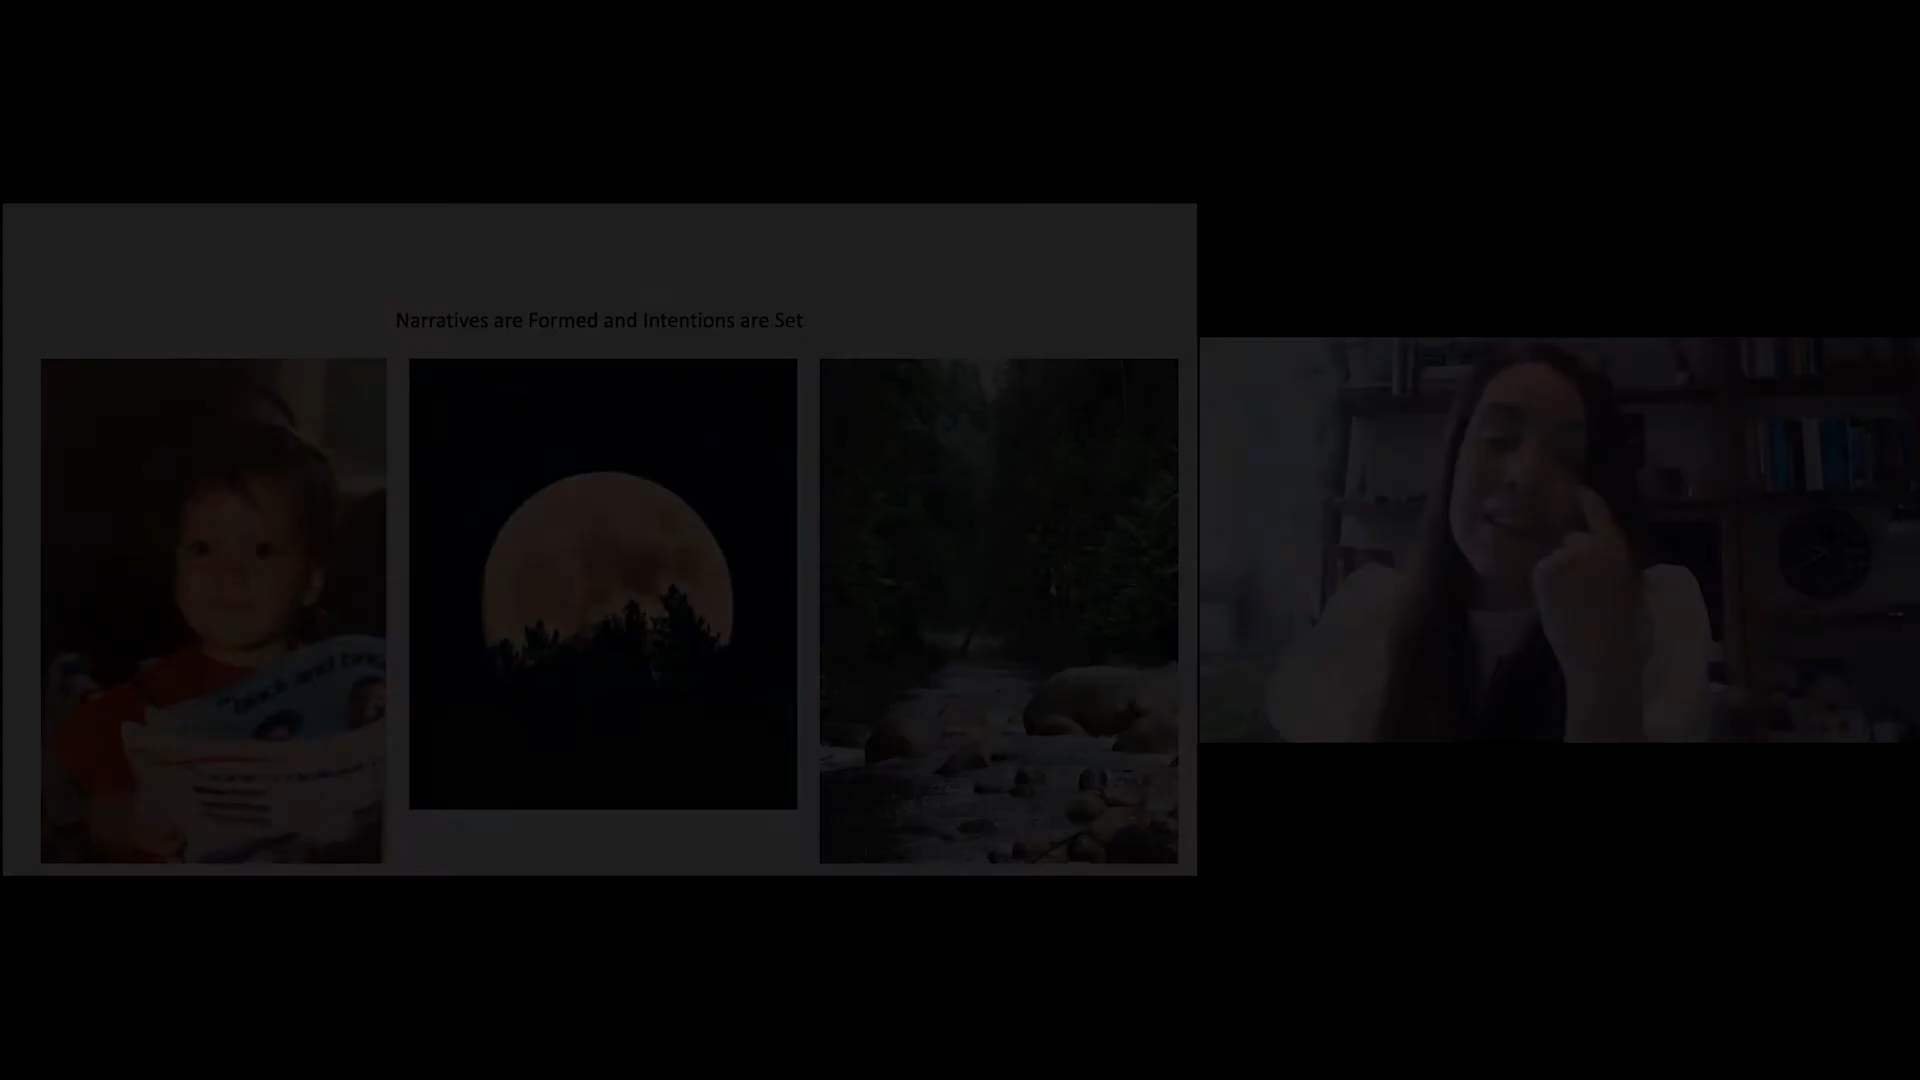 Narratives are Formed and Intentions are Set